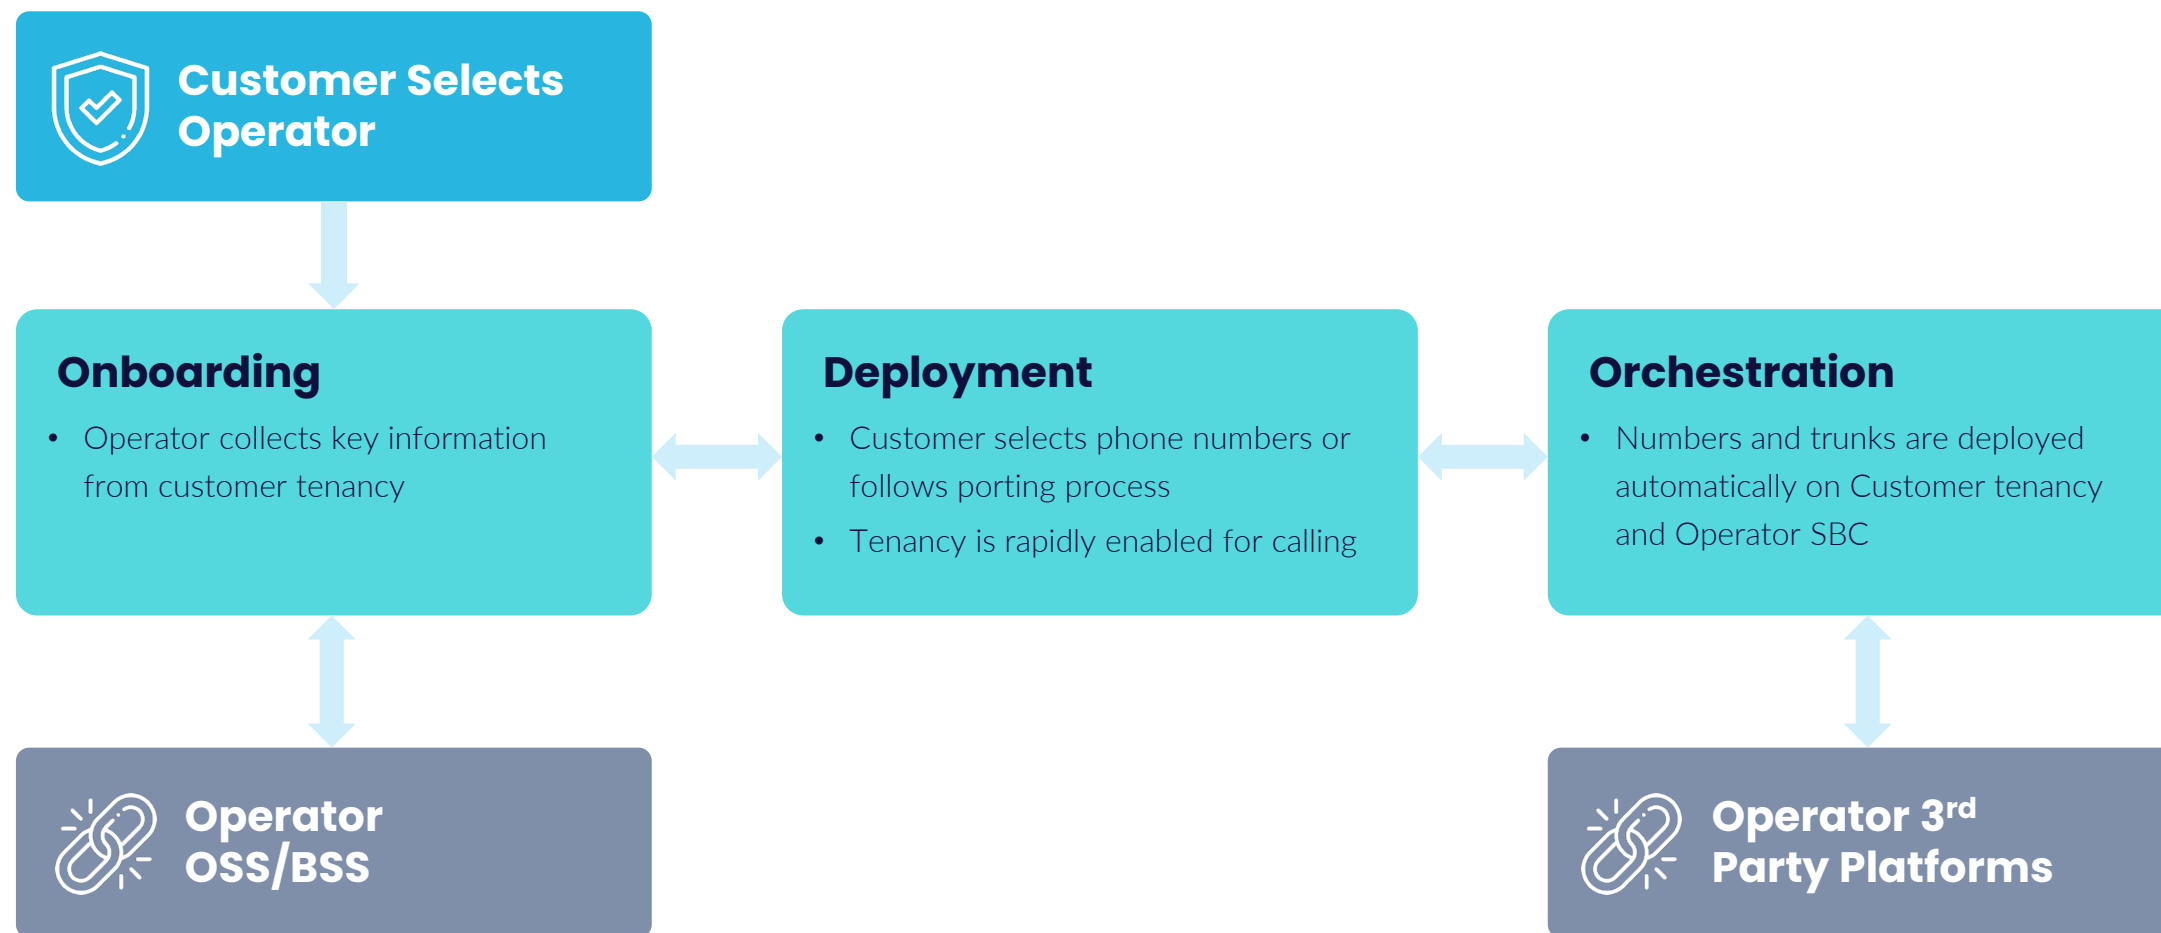 Customer Selects
Operator
Onboarding
• Operator collects key information
from customer tenancy
Deployment
• Customer selects phone numbers or
follows porting process
• Tenancy is rapidly enabled for calling
Orchestration
• Numbers and trunks are deployed
automatically on Customer tenancy
and Operator SBC
Operator
OSS/BSS
Operator 3rd
Party Platforms